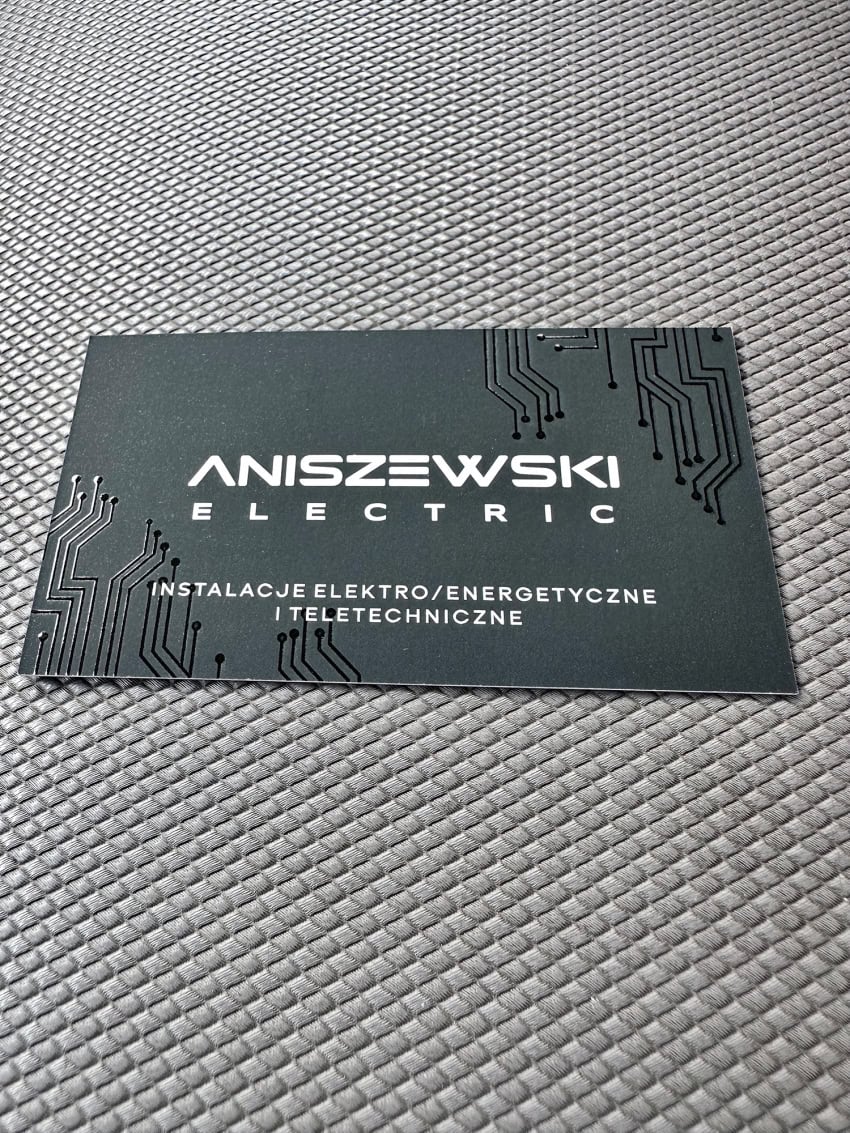 ANISZEWSKI
ELECTRIC
INSTALACJE ELEKTRO/ENERGETYCZNE
I TELETECHNICZNE